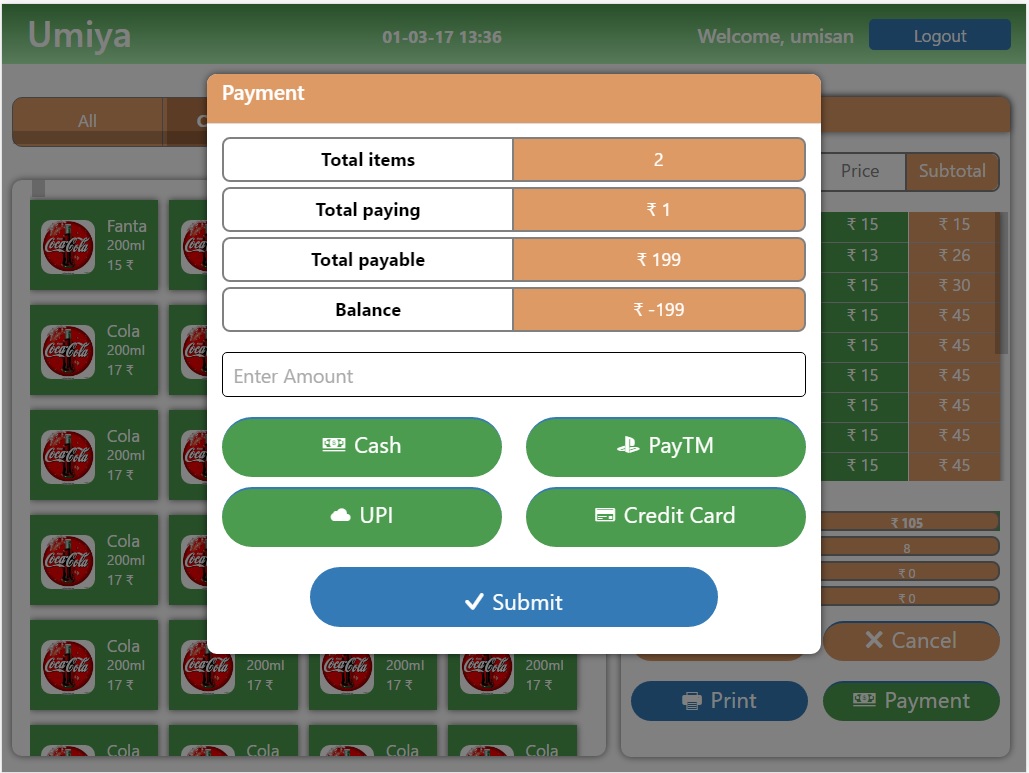 Umiya
01-03-17 13:36
Welcome, umisan
Logout
All
C
Payment
Total items 2
Total paying ₹ 1
Total payable ₹ 199
Balance ₹ -199
Enter Amount
Cash
PayTM
UPI
Credit Card
Submit
Fanta
200ml
15 ₹
Cola
200ml
17 ₹
Cola
200ml
17 ₹
Cola
200ml
17 ₹
Cola
200ml
17 ₹
200ml
17 ₹
200ml
17 ₹
200ml
17 ₹
Cola
Cola
Cola
Cola
Price Subtotal
₹ 15 ₹ 15
₹ 13 ₹ 26
₹ 15 ₹ 30
₹ 15 ₹ 45
₹ 15 ₹ 45
₹ 15 ₹ 45
₹ 15 ₹ 45
₹ 15 ₹ 45
₹ 15 ₹ 45
₹ 105
8
₹ 0
₹ 0
Cancel
Print
Payment